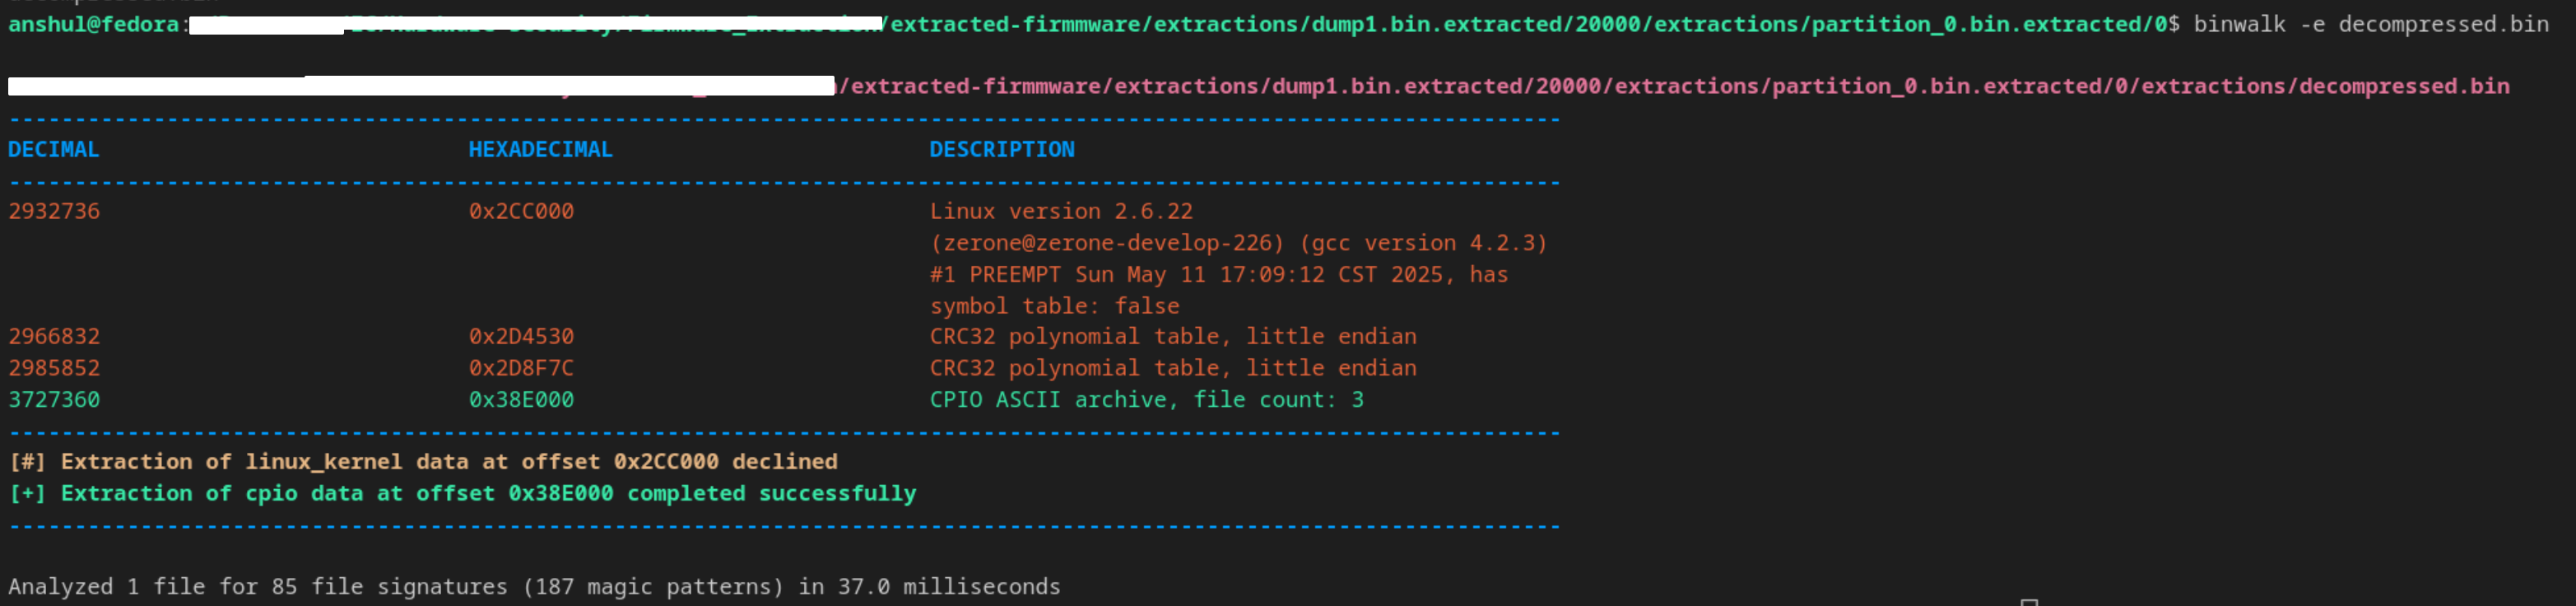 anshul@fedora: /extracted-firmmware/extractions/dump1.bin.extracted/20000/extractions/partition_0.bin.extracted/0$ binwalk -e decompressed.bin
/extracted-firmmware/extractions/dump1.bin.extracted/20000/extractions/partition_0.bin.extracted/0/extractions/decompressed.bin
------------------------------------------------------------------------------------------------------------------------
DECIMAL HEXADECIMAL DESCRIPTION
------------------------------------------------------------------------------------------------------------------------
2932736 0x2CC000 Linux version 2.6.22
(zerone@zerone-develop-226) (gcc version 4.2.3)
#1 PREEMPT Sun May 11 17:09:12 CST 2025, has
symbol table: false
2966832 0x2D4530 CRC32 polynomial table, little endian
2985852 0x2D8F7C CRC32 polynomial table, little endian
3727360 0x38E000 CPIO ASCII archive, file count: 3
------------------------------------------------------------------------------------------------------------------------
[#] Extraction of linux_kernel data at offset 0x2CC000 declined
[+] Extraction of cpio data at offset 0x38E000 completed successfully
------------------------------------------------------------------------------------------------------------------------
Analyzed 1 file for 85 file signatures (187 magic patterns) in 37.0 milliseconds